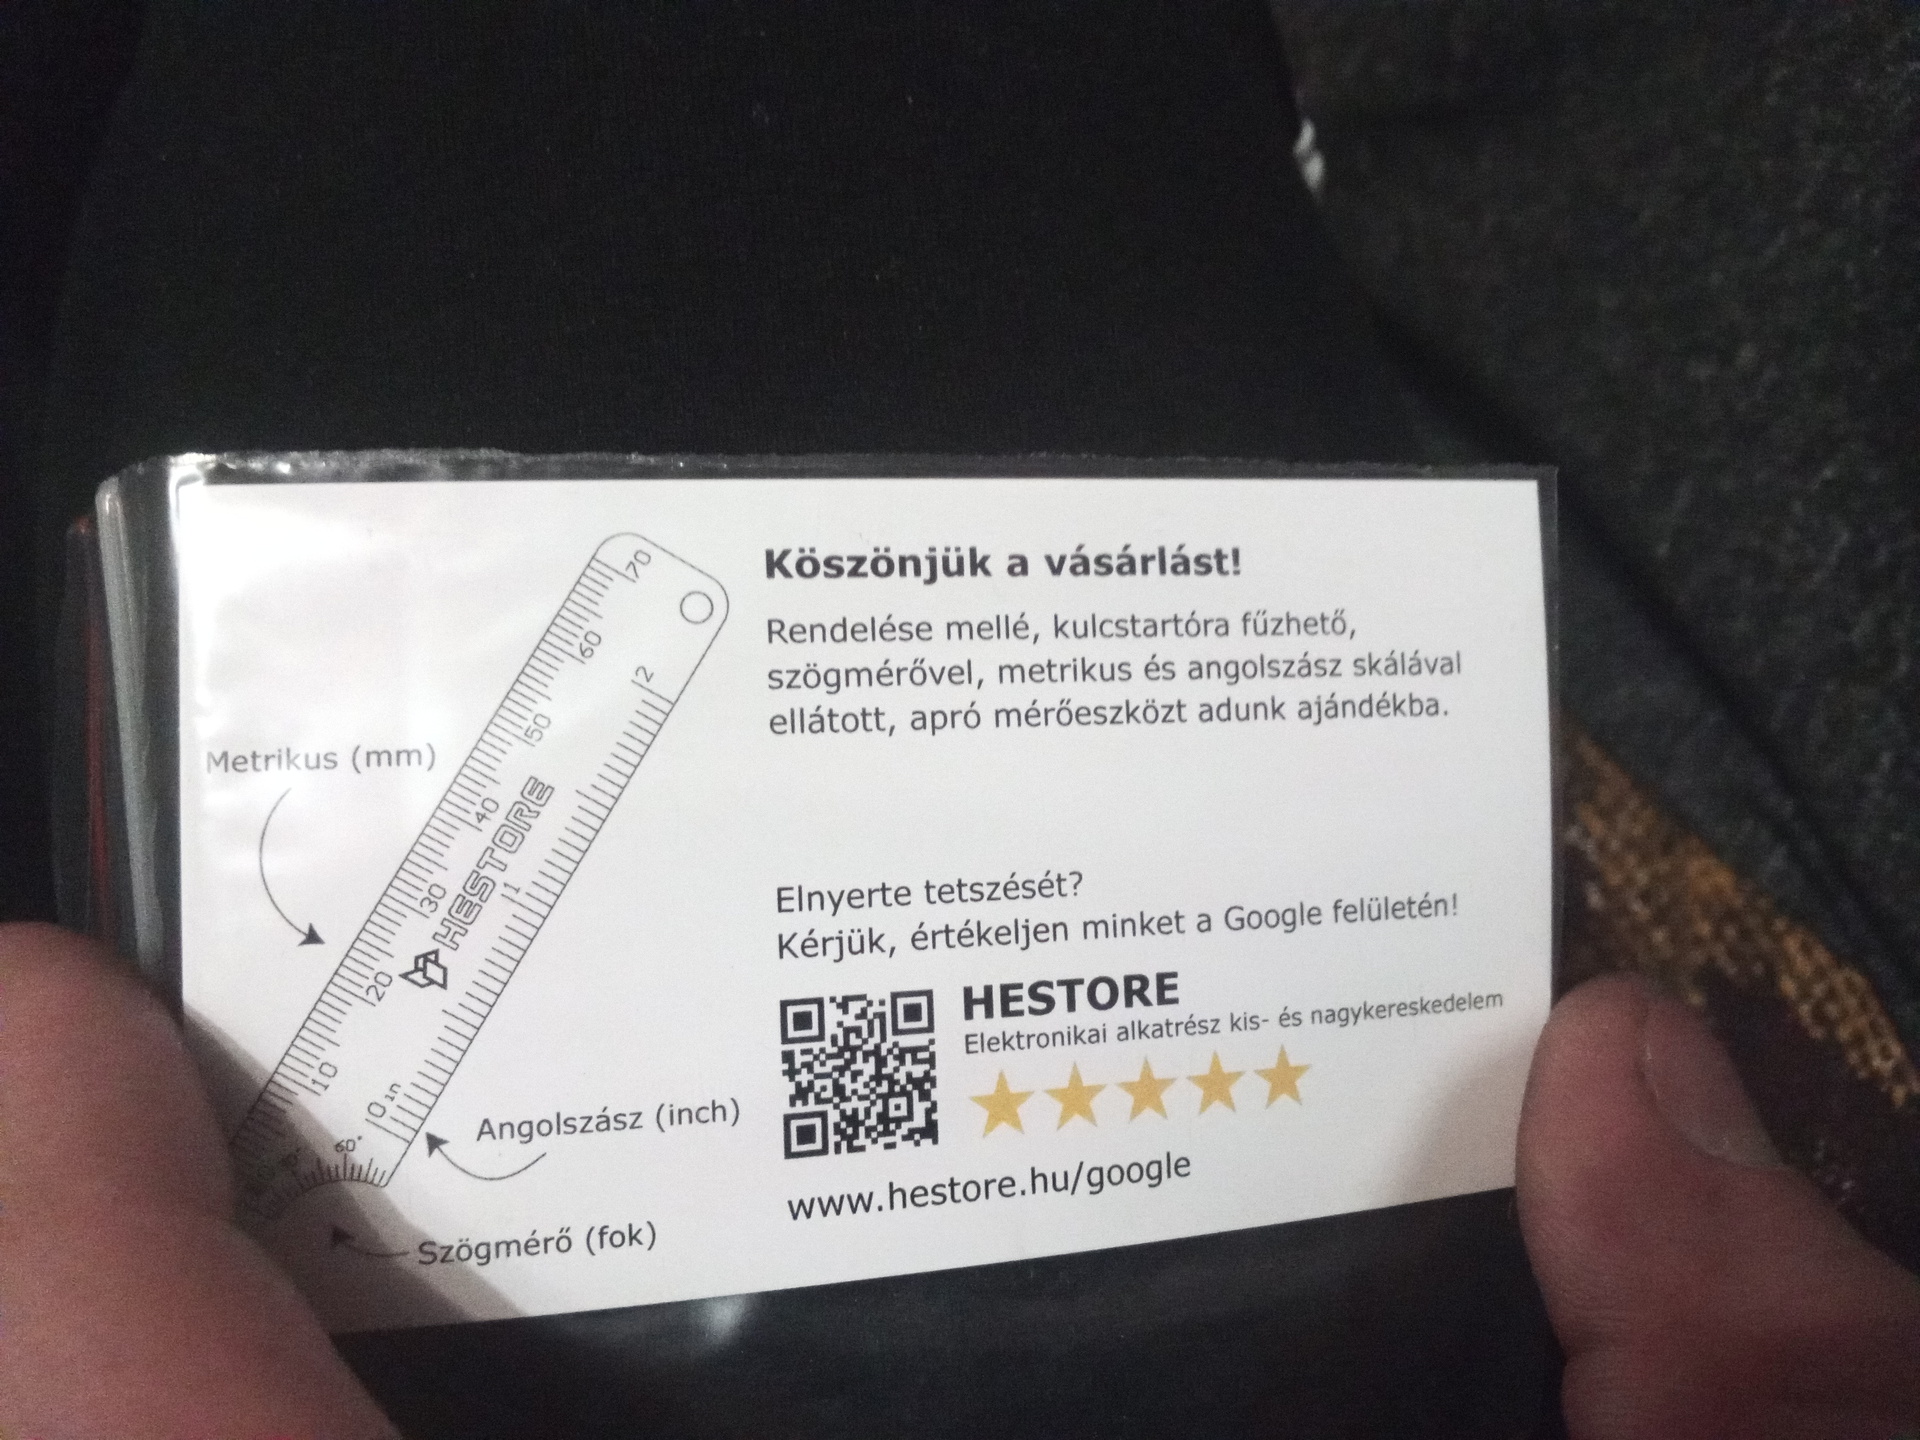 Köszönjük a vásárlást!
Rendelése mellé, kulcstartóra fűzhető,
szögmérővel, metrikus és angolszász skálával
ellátott, apró mérőeszközt adunk ajándékba.
Metrikus (mm)
70
60
50
40
30
20
10
2
1
0 in
HESTORE
60°
Angolszász (inch)
Szögmérő (fok)
Elnyerte tetszését?
Kérjük, értékeljen minket a Google felületén!
HESTORE
Elektronikai alkatrész kis- és nagykereskedelem
www.hestore.hu/google